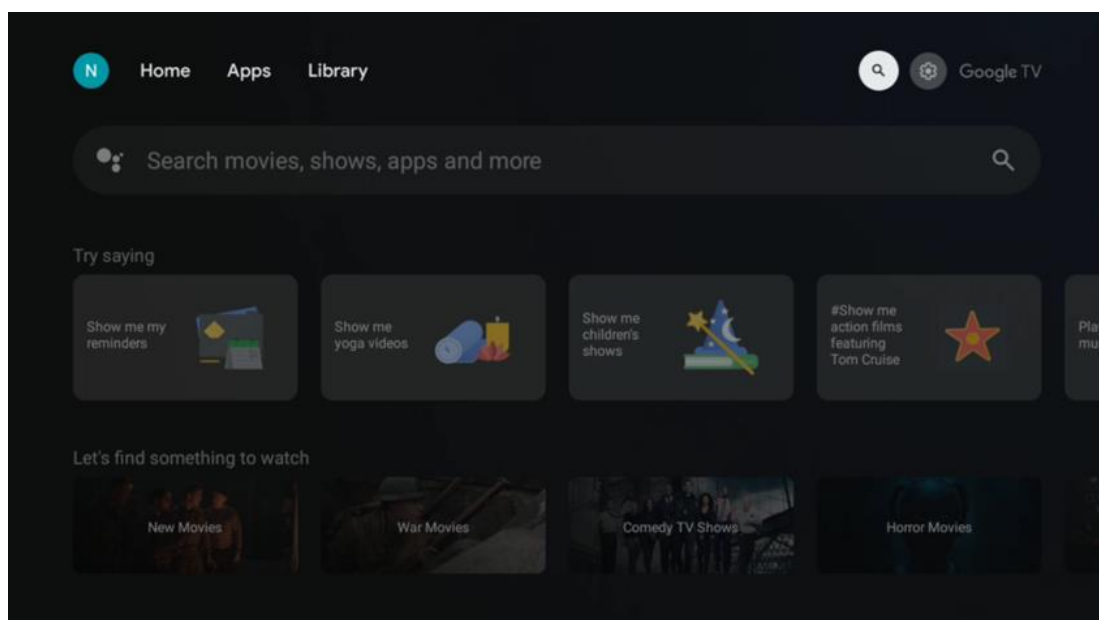 N Home Apps Library Google TV
Search movies, shows, apps and more
Try saying
Show me my
reminders
Show me
yoga videos
Show me
children's
shows
#Show me
action films
featuring
Tom Cruise
Pla
mu
Let's find something to watch
New Movies
War Movies
Comedy TV Shows
Horror Movies